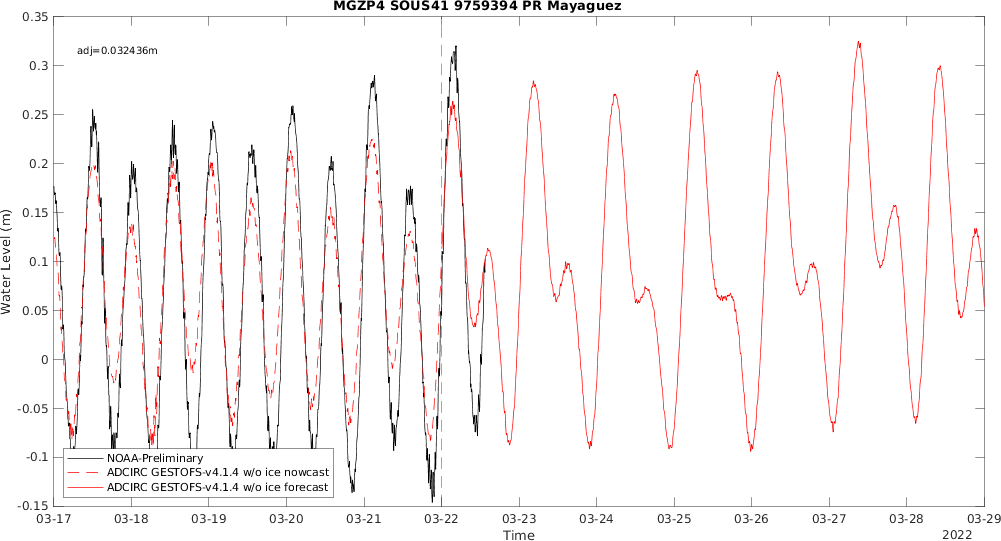 MGZP4 SOUS41 9759394 PR Mayaguez
0.35
adj=0.032436m
0.3
0.25
0.2
0.15
0.1
0.05
0
-0.05
-0.1
-0.15
Water Level (m)
NOAA-Preliminary
ADCIRC GESTOFS-v4.1.4 w/o ice nowcast
ADCIRC GESTOFS-v4.1.4 w/o ice forecast
03-17 03-18 03-19 03-20 03-21 03-22 03-23 03-24 03-25 03-26 03-27 03-28 03-29
Time
2022